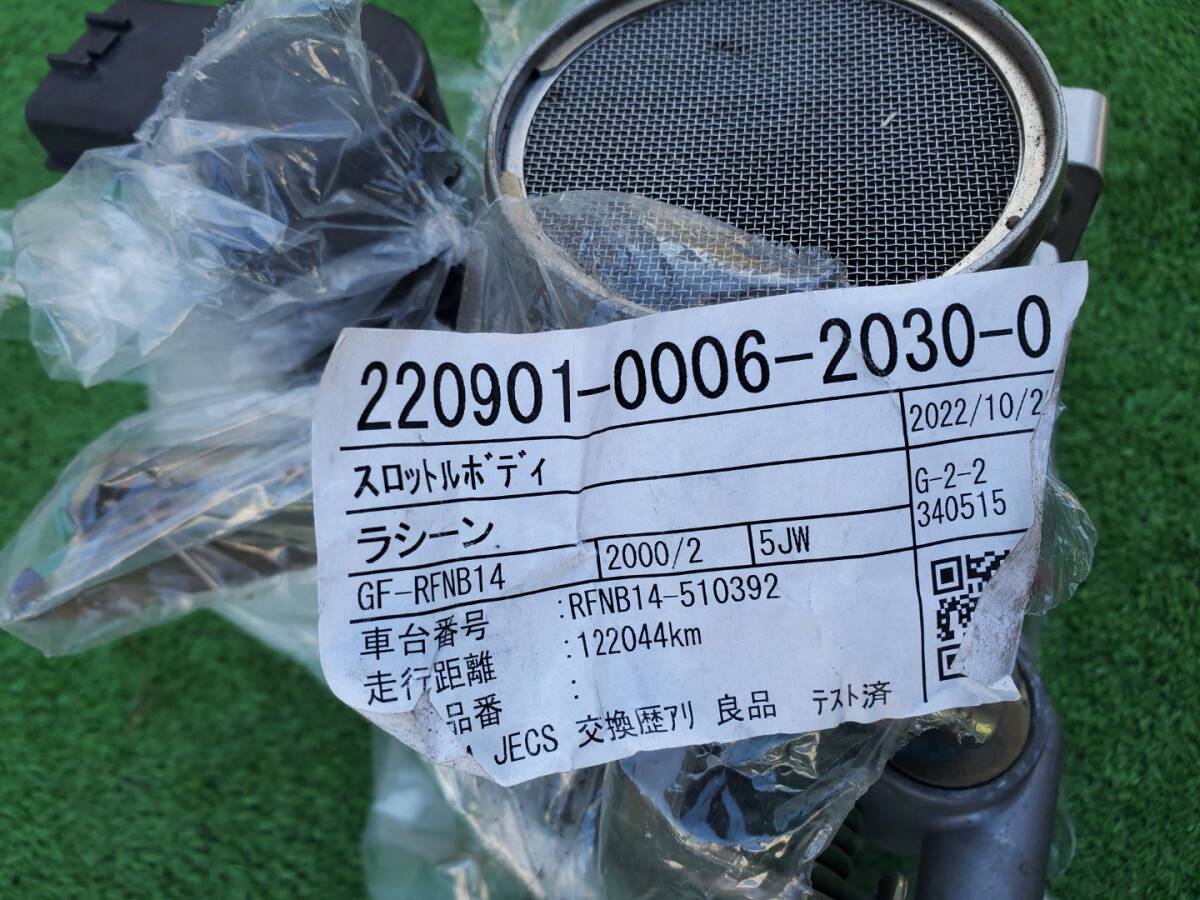 220901-0006-2030-0
2022/10/2
ｽﾛｯﾄﾙﾎﾞﾃﾞｨ
ラシーン
G-2-2
340515
GF-RFNB14 2000/2 5JW
車台番号 :RFNB14-510392
走行距離 :122044km
品番 :
JECS 交換歴ｱﾘ 良品 ﾃｽﾄ済